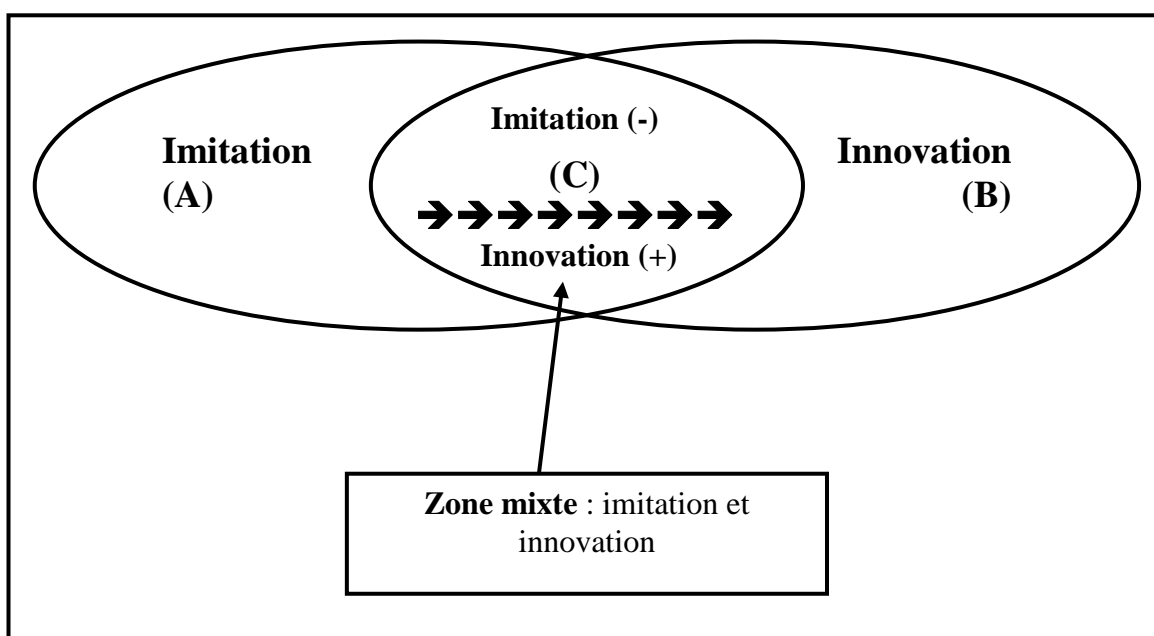 Imitation
(A)
Imitation (-)
(C)
Innovation (+)
Innovation
(B)
Zone mixte : imitation et
innovation